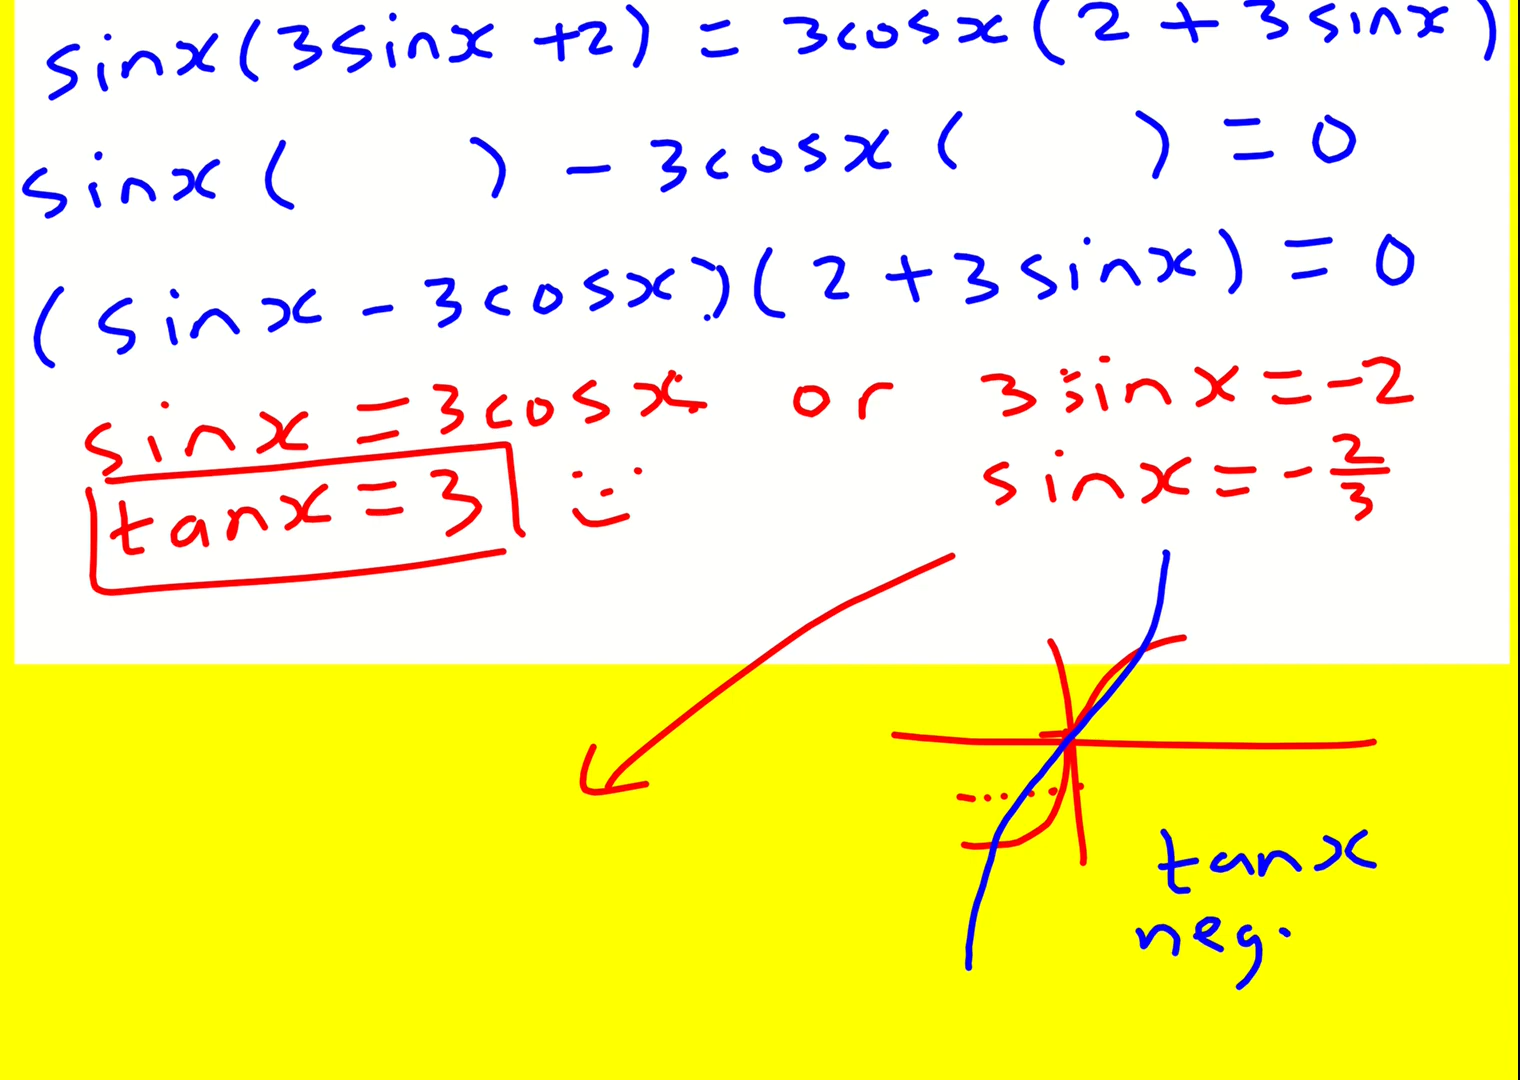 sinx(3sinx +2) = 3cosx(2 + 3sinx)
sinx( ) - 3cosx( ) = 0
(sinx - 3cosx)(2 + 3sinx) = 0
sinx = 3cosx or 3sinx = -2
tanx = 3 sinx = -2/3
tanx
neg.